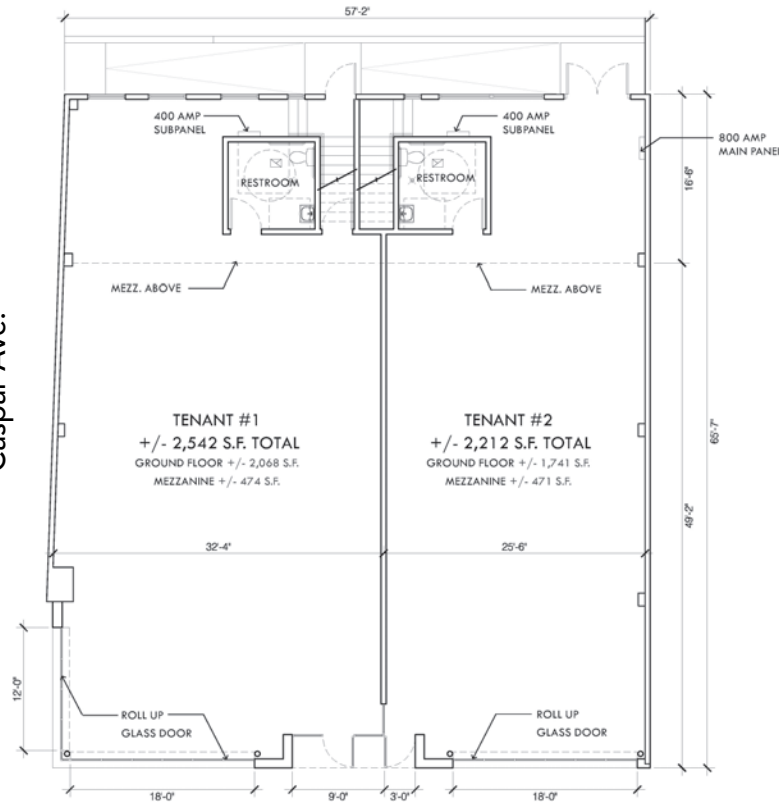 57'-2"
400 AMP
SUBPANEL
400 AMP
SUBPANEL
800 AMP
MAIN PANEL
RESTROOM
RESTROOM
16'-6"
MEZZ. ABOVE
MEZZ. ABOVE
Caspar Ave.
TENANT #1
+/- 2,542 S.F. TOTAL
GROUND FLOOR +/- 2,068 S.F.
MEZZANINE +/- 474 S.F.
TENANT #2
+/- 2,212 S.F. TOTAL
GROUND FLOOR +/- 1,741 S.F.
MEZZANINE +/- 471 S.F.
65'-7"
49'-2"
32'-4"
25'-6"
12'-0"
ROLL UP
GLASS DOOR
ROLL UP
GLASS DOOR
18'-0"
9'-0"
3'-0"
18'-0"